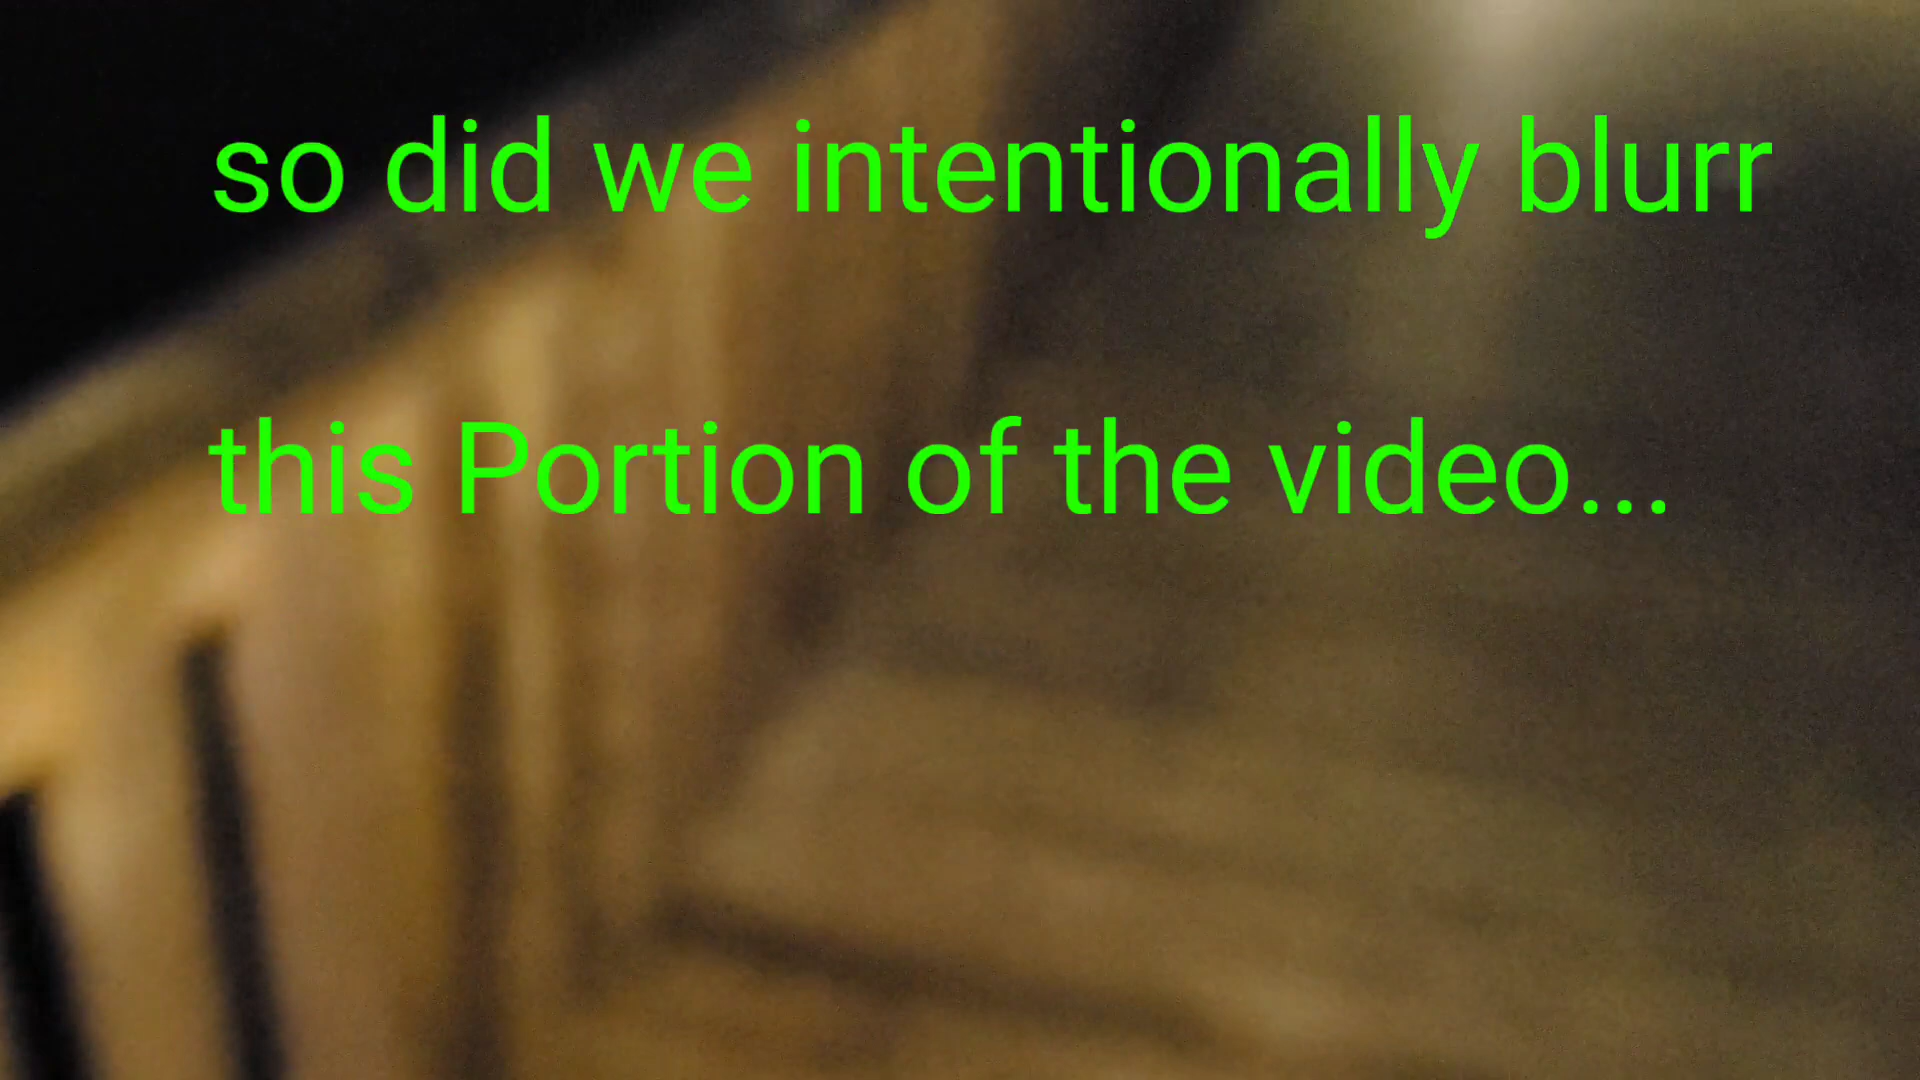 so did we intentionally blurr
this Portion of the video...